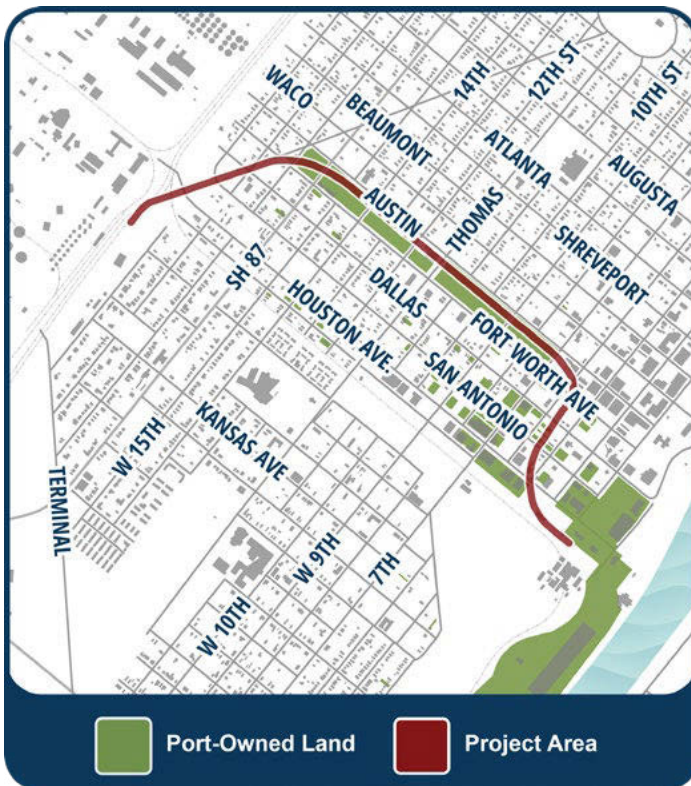 WACO
BEAUMONT
14TH
12TH ST
10TH ST
ATLANTA
AUGUSTA
AUSTIN
THOMAS
SHREVEPORT
SH 87
DALLAS
HOUSTON AVE.
FORT WORTH AVE
SAN ANTONIO
KANSAS AVE
W 15TH
TERMINAL
W 9TH
7TH
W 10TH
Port-Owned Land
Project Area